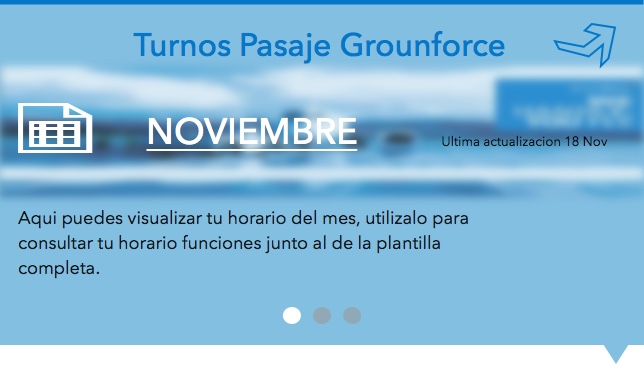 Turnos Pasaje Grounforce
NOVIEMBRE
Ultima actualizacion 18 Nov
Aqui puedes visualizar tu horario del mes, utilizalo para
consultar tu horario funciones junto al de la plantilla
completa.